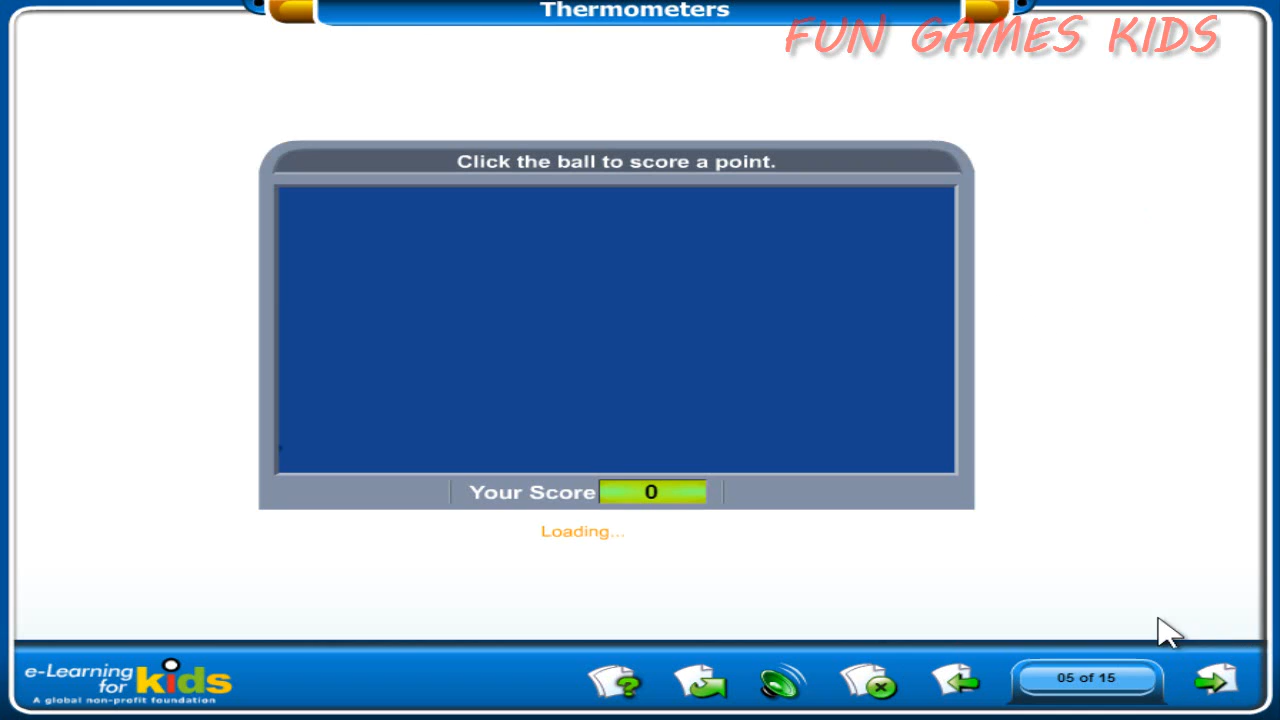 Thermometers
FUN GAMES KIDS
Click the ball to score a point.
Your Score 0
Loading...
e-Learning
for kids
A global non-profit foundation
05 of 15